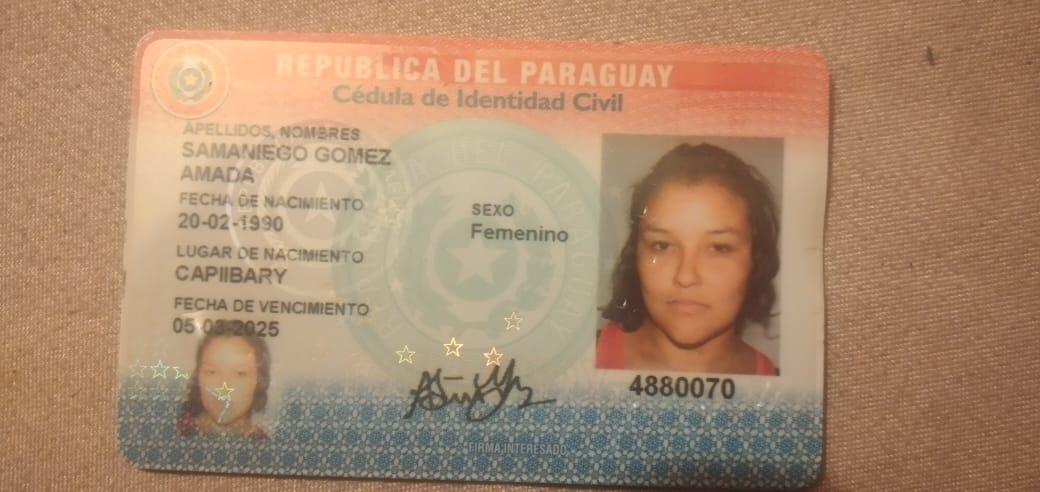 REPUBLICA DEL PARAGUAY
Cédula de Identidad Civil
APELLIDOS, NOMBRES
SAMANIEGO GOMEZ
AMADA
FECHA DE NACIMIENTO
20-02-1990
SEXO
Femenino
LUGAR DE NACIMIENTO
CAPIIBARY
FECHA DE VENCIMIENTO
05-03-2025
4880070
FIRMA INTERESADO